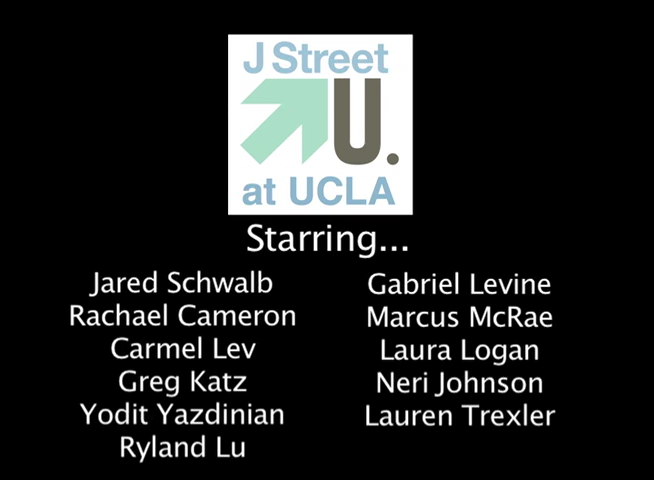 J Street
U.
at UCLA
Starring...
Jared Schwalb
Rachael Cameron
Carmel Lev
Greg Katz
Yodit Yazdinian
Ryland Lu
Gabriel Levine
Marcus McRae
Laura Logan
Neri Johnson
Lauren Trexler